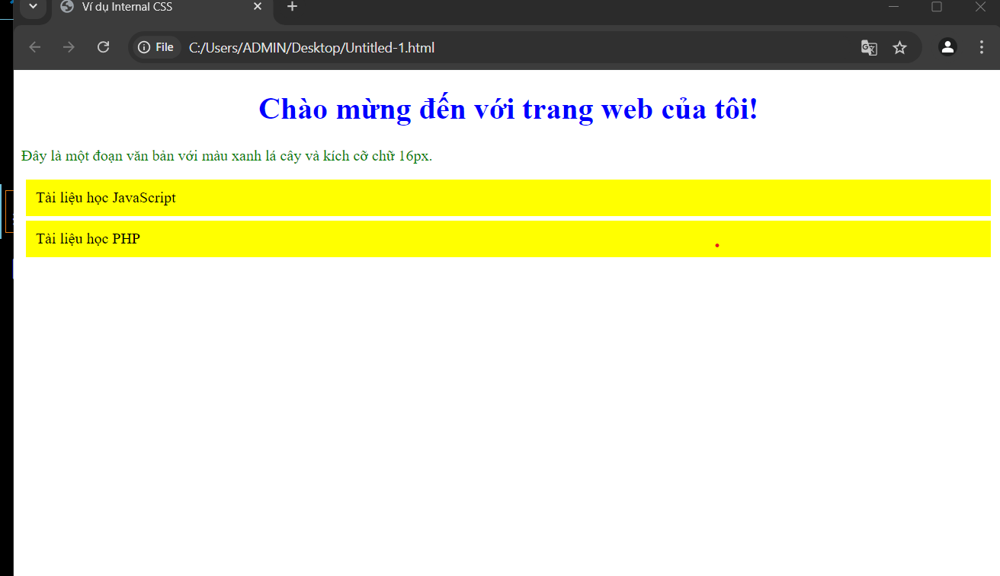 Ví dụ Internal CSS
File C:/Users/ADMIN/Desktop/Untitled-1.html
Chào mừng đến với trang web của tôi!
Đây là một đoạn văn bản với màu xanh lá cây và kích cỡ chữ 16px.
Tài liệu học JavaScript
Tài liệu học PHP